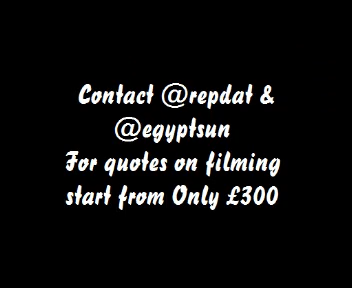 Contact @repdat &
@egyptsun
For quotes on filming
start from Only £300